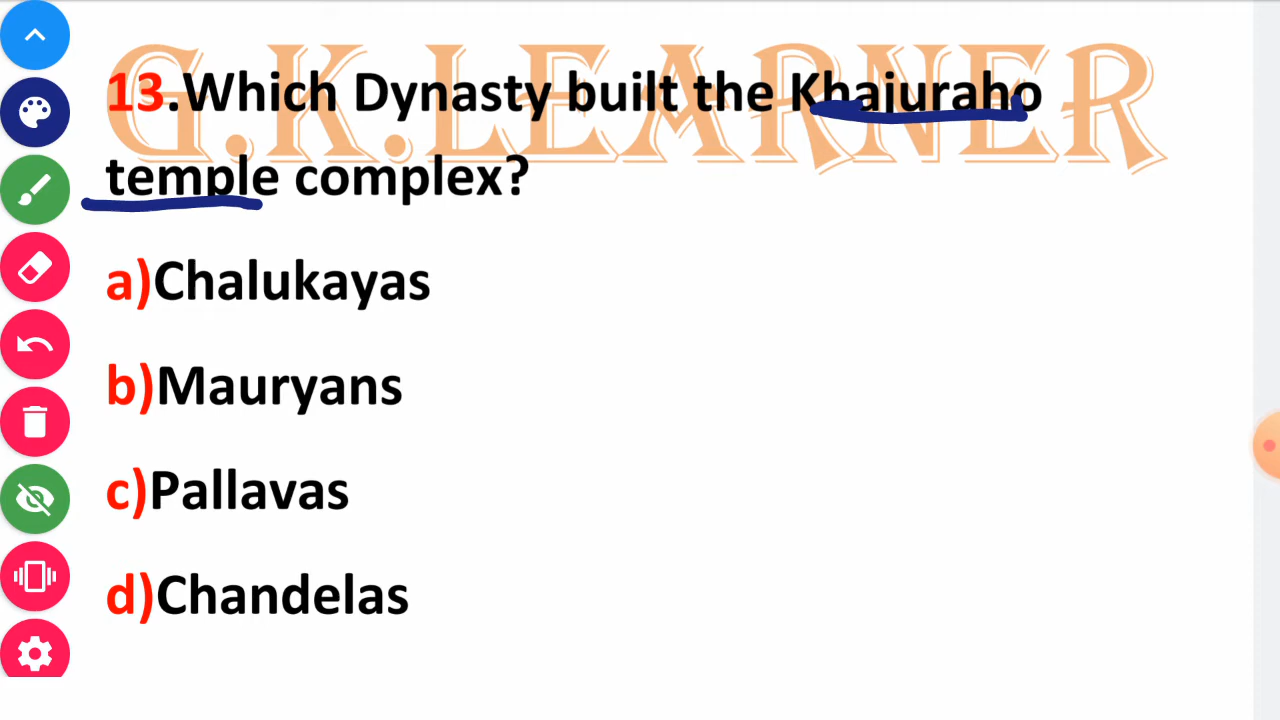 G.K.LEARNER
13.Which Dynasty built the Khajuraho
temple complex?
a)Chalukayas
b)Mauryans
c)Pallavas
d)Chandelas